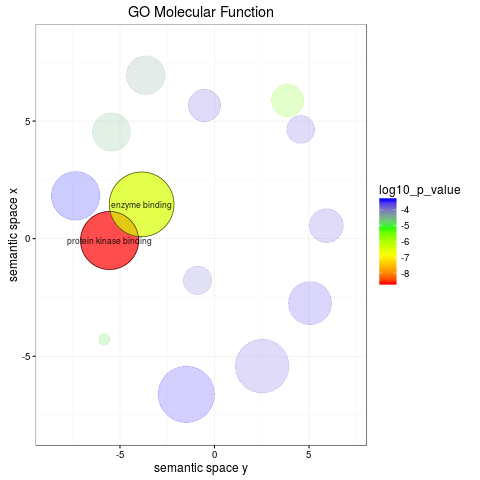 GO Molecular Function
log10_p_value
-4
-5
-6
-7
-8
5
0
-5
enzyme binding
protein kinase binding
-5
0
5
semantic space x
semantic space y